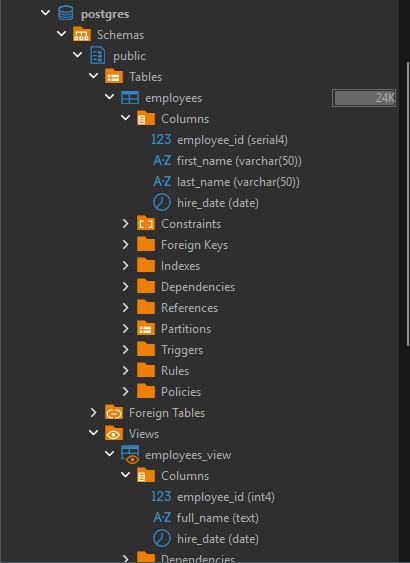 postgres
Schemas
public
Tables
employees 24K
Columns
123 employee_id (serial4)
A-Z first_name (varchar(50))
A-Z last_name (varchar(50))
hire_date (date)
Constraints
Foreign Keys
Indexes
Dependencies
References
Partitions
Triggers
Rules
Policies
Foreign Tables
Views
employees_view
Columns
123 employee_id (int4)
A-Z full_name (text)
hire_date (date)
Dependencies